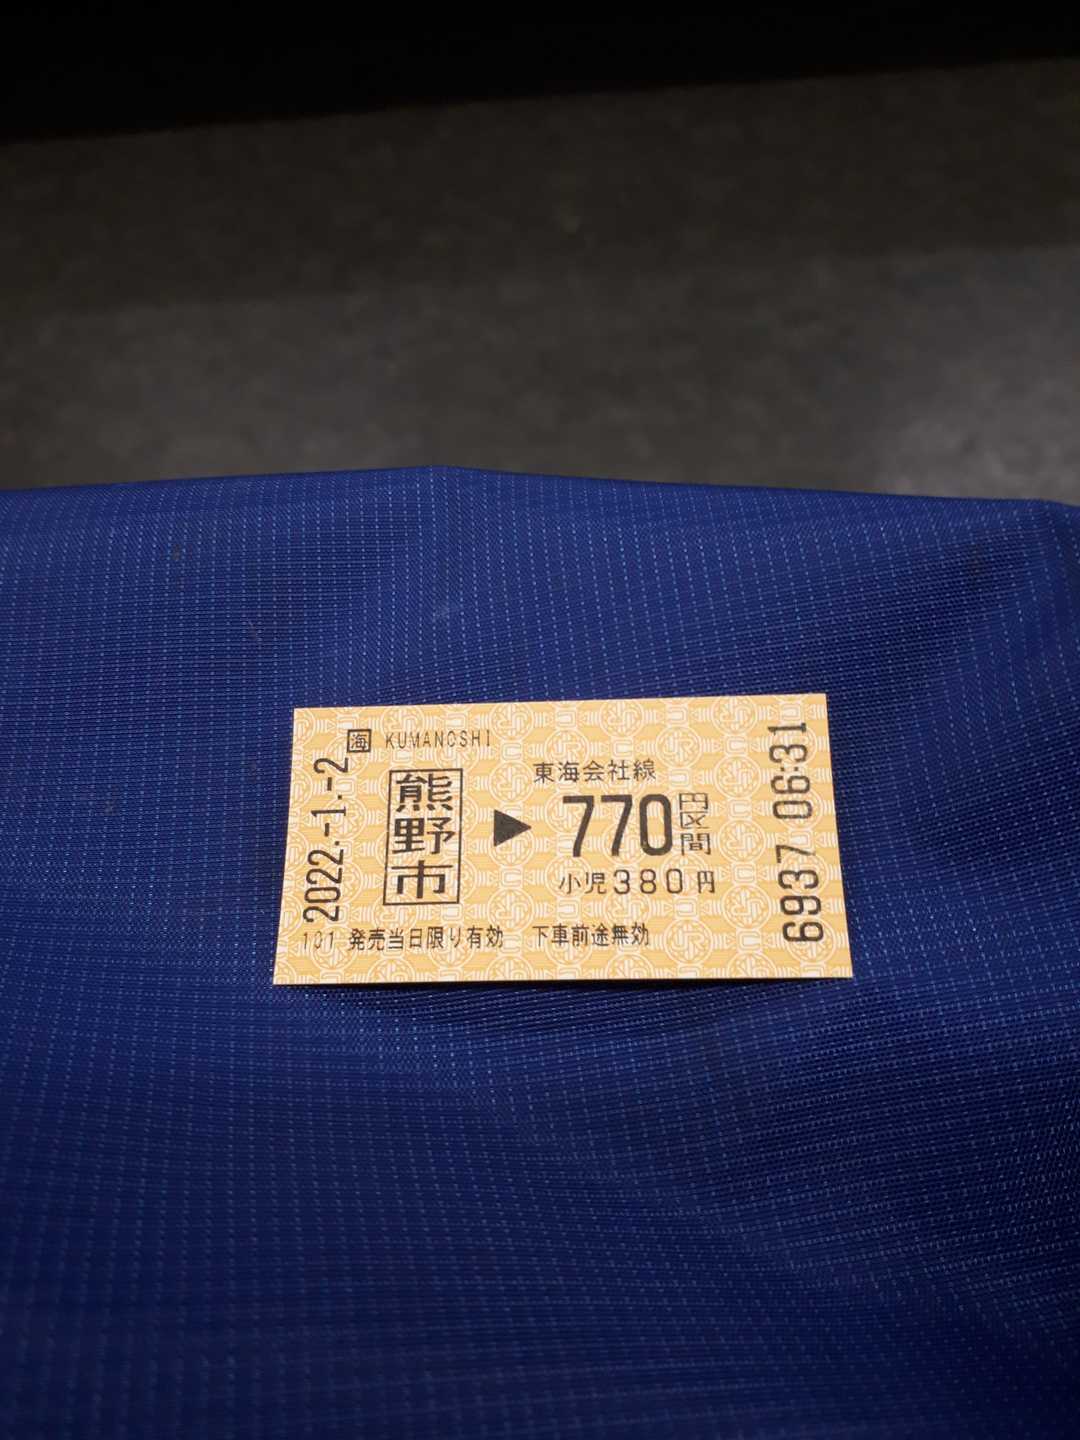 海 KUMANOSHI
2022.-1.-2
熊野市
▶
東海会社線
770円区間
小児380円
101 発売当日限り有効 下車前途無効
6937 06:31